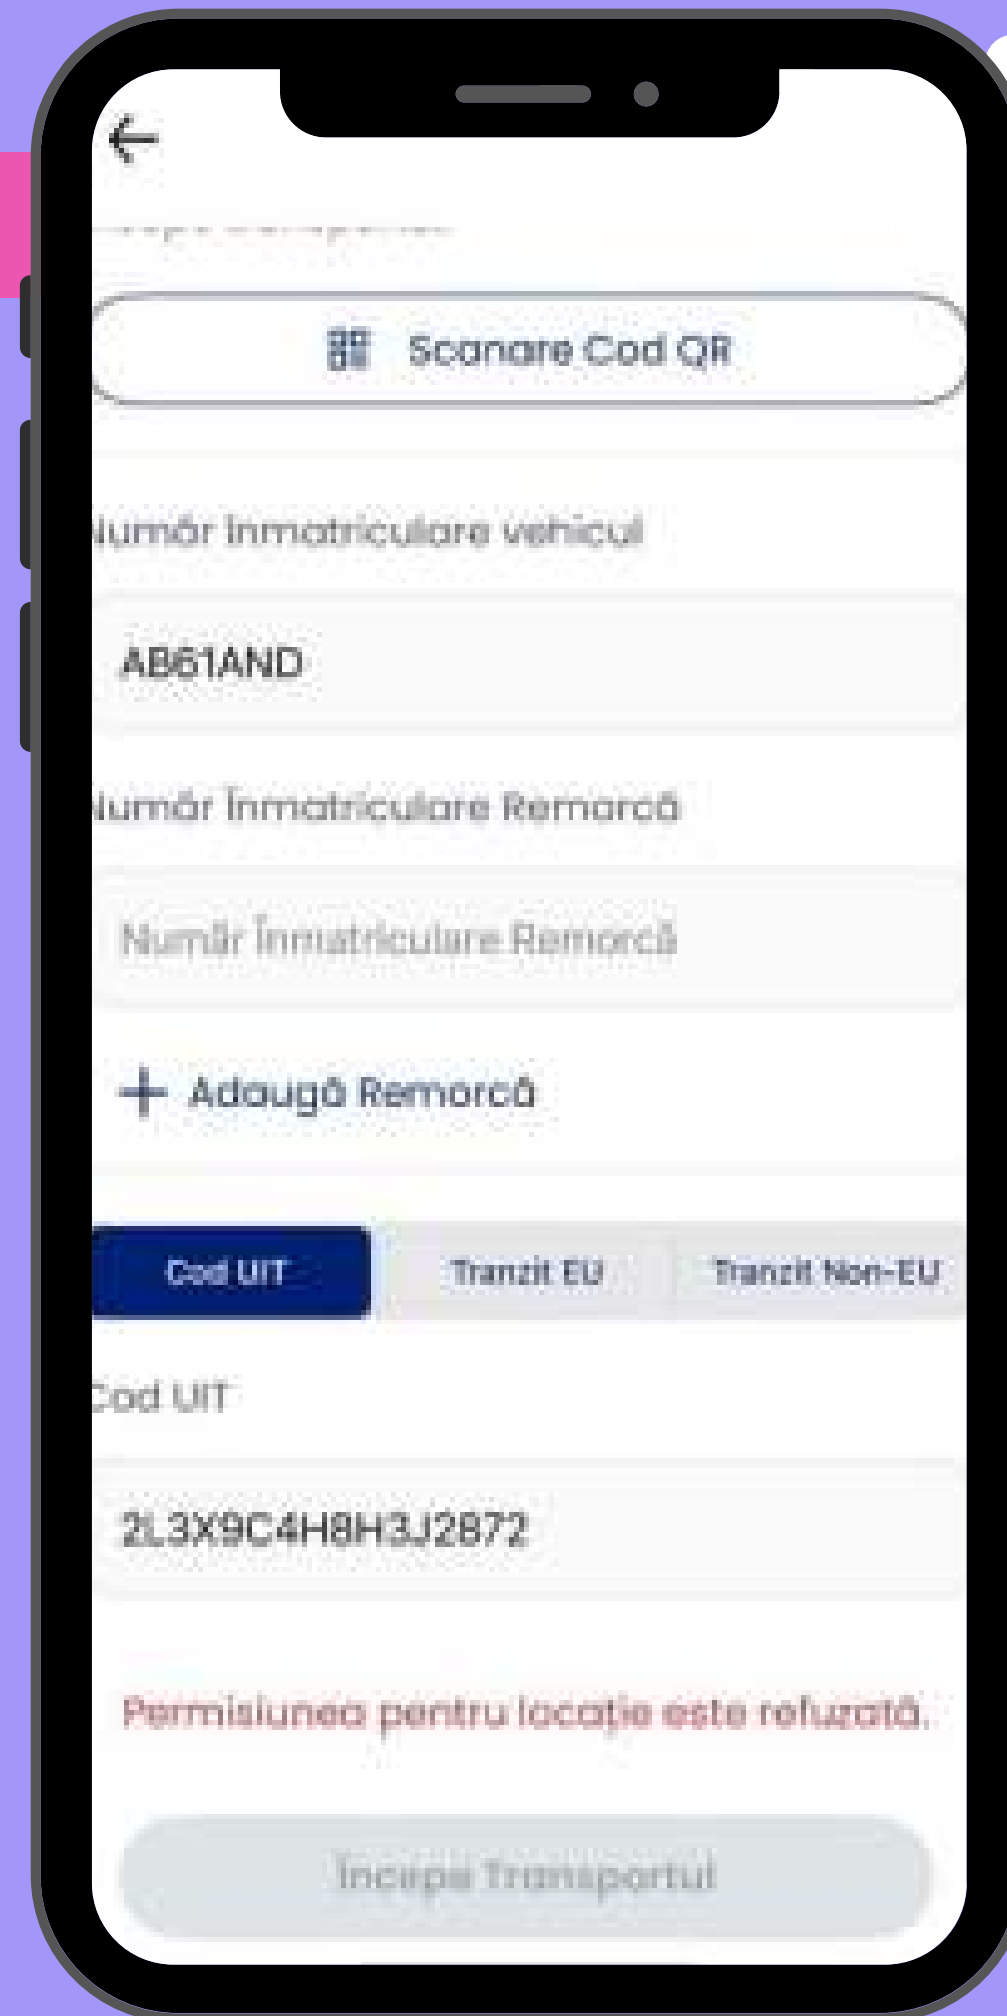 Scanare Cod QR
Număr înmatriculare vehicul
AB61AND
Număr Înmatriculare Remorcă
Număr Înmatriculare Remorcă
+ Adaugă Remorcă
Cod UIT
Tranzit EU
Tranzit Non-EU
Cod UIT
2L3X9C4H8H3J2872
Permisiunea pentru locație este refuzată.
Începe Transportul